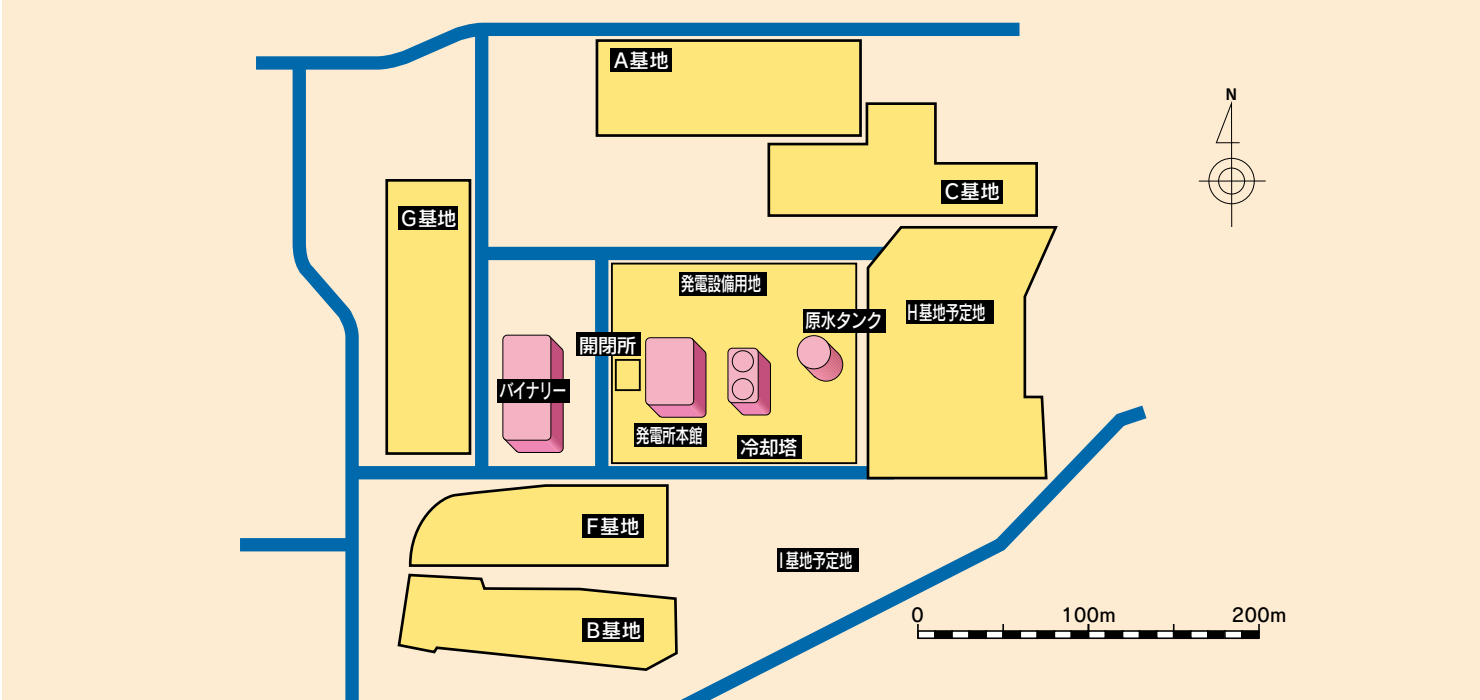 A基地
N
C基地
G基地
発電設備用地
原水タンク
H基地予定地
開閉所
バイナリー
発電所本館
冷却塔
F基地
I基地予定地
B基地
0 100m 200m